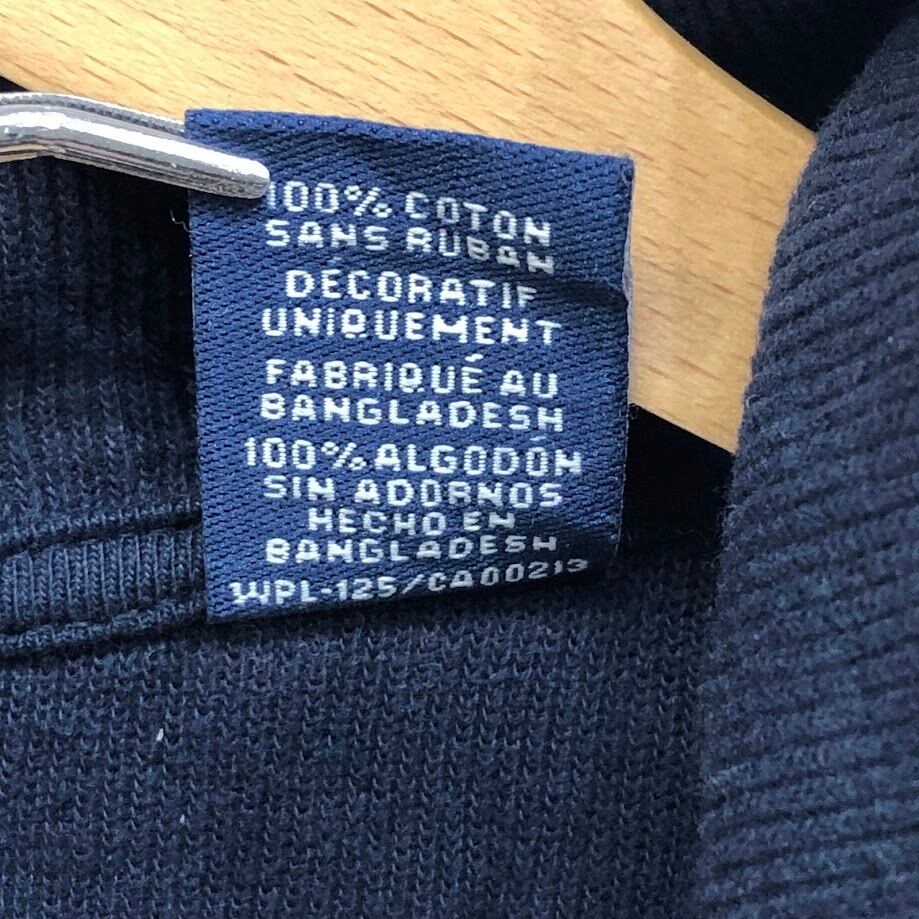 100% COTON
SANS RUBAN
DÉCORATIF
UNIQUEMENT
FABRIQUÉ AU
BANGLADESH
100% ALGODÓN
SIN ADORNOS
HECHO EN
BANGLADESH
WPL-125/CA00213